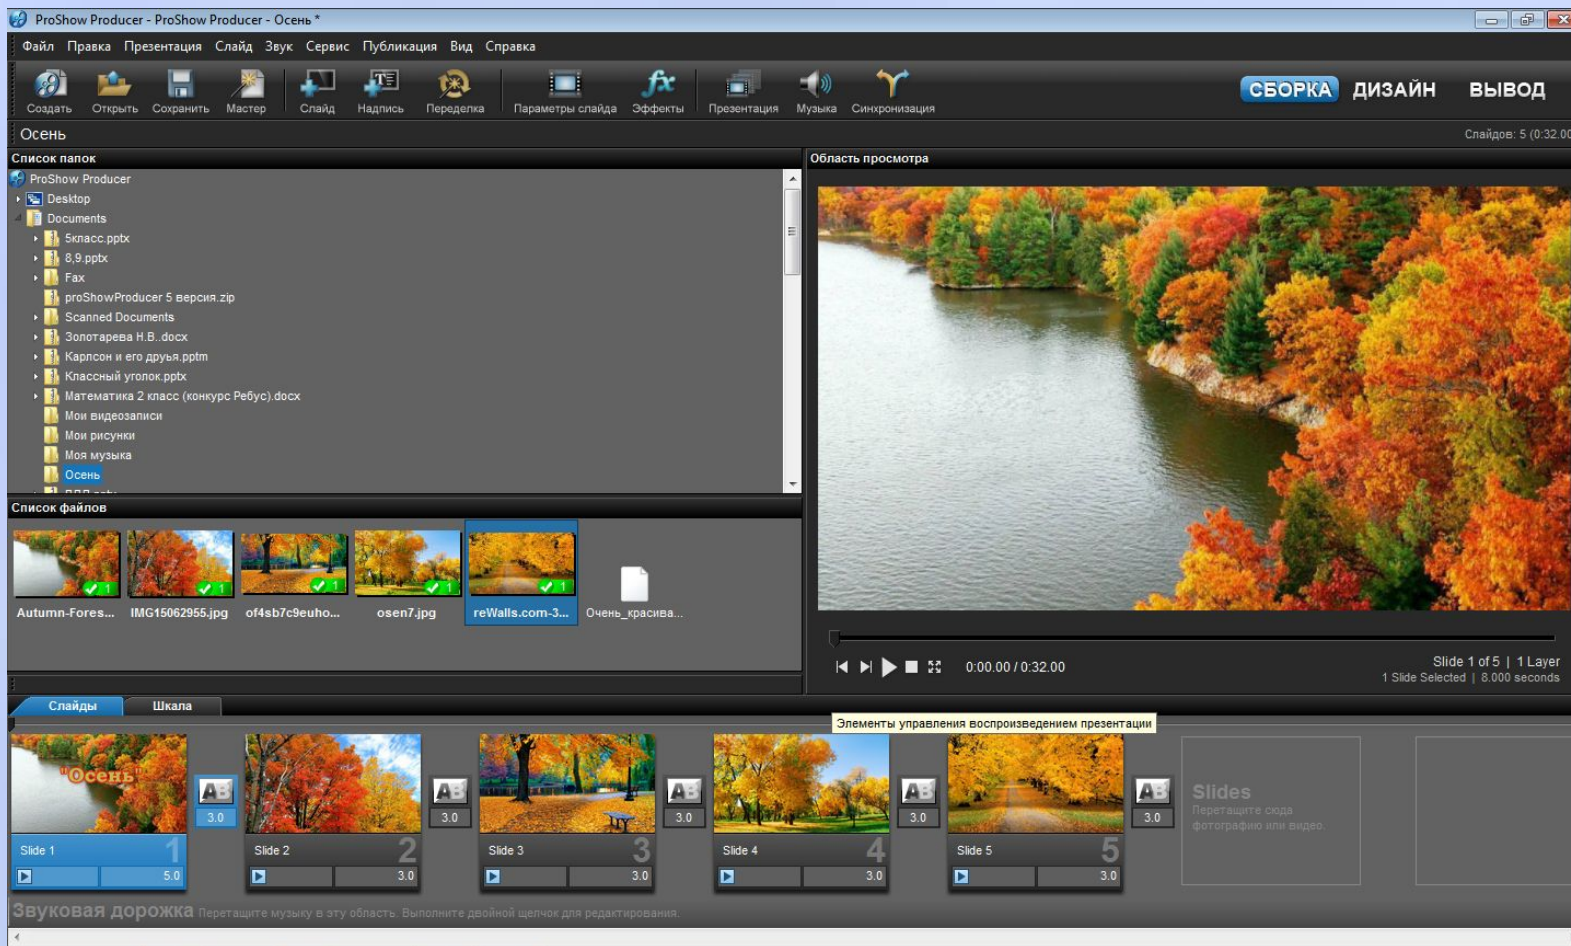 ProShow Producer - ProShow Producer - Осень *
Файл Правка Презентация Слайд Звук Сервис Публикация Вид Справка
Создать Открыть Сохранить Мастер Слайд Надпись Переделка Параметры слайда Эффекты Презентация Музыка Синхронизация
СБОРКА ДИЗАЙН ВЫВОД
Осень
Слайдов: 5 (0:32.00
Список папок
ProShow Producer
Desktop
Documents
5класс.pptx
8,9.pptx
Fax
proShowProducer 5 версия.zip
Scanned Documents
Золотарева Н.В..docx
Карлсон и его друья.pptm
Классный уголок.pptx
Математика 2 класс (конкурс Ребус).docx
Мои видеозаписи
Мои рисунки
Моя музыка
Осень
Список файлов
Autumn-Fores... IMG15062955.jpg of4sb7c9euho... osen7.jpg reWalls.com-3... Очень_красива...
Область просмотра
0:00.00 / 0:32.00
Slide 1 of 5 | 1 Layer
1 Slide Selected | 8.000 seconds
Слайды Шкала
Элементы управления воспроизведением презентации
"Осень"
AB AB AB AB AB
3.0 3.0 3.0 3.0 3.0
Slide 1 1 Slide 2 2 Slide 3 3 Slide 4 4 Slide 5 5
5.0 3.0 3.0 3.0 3.0
Slides
Перетащите сюда
фотографию или видео
Звуковая дорожка Перетащите музыку в эту область. Выполните двойной щелчок для редактирования.